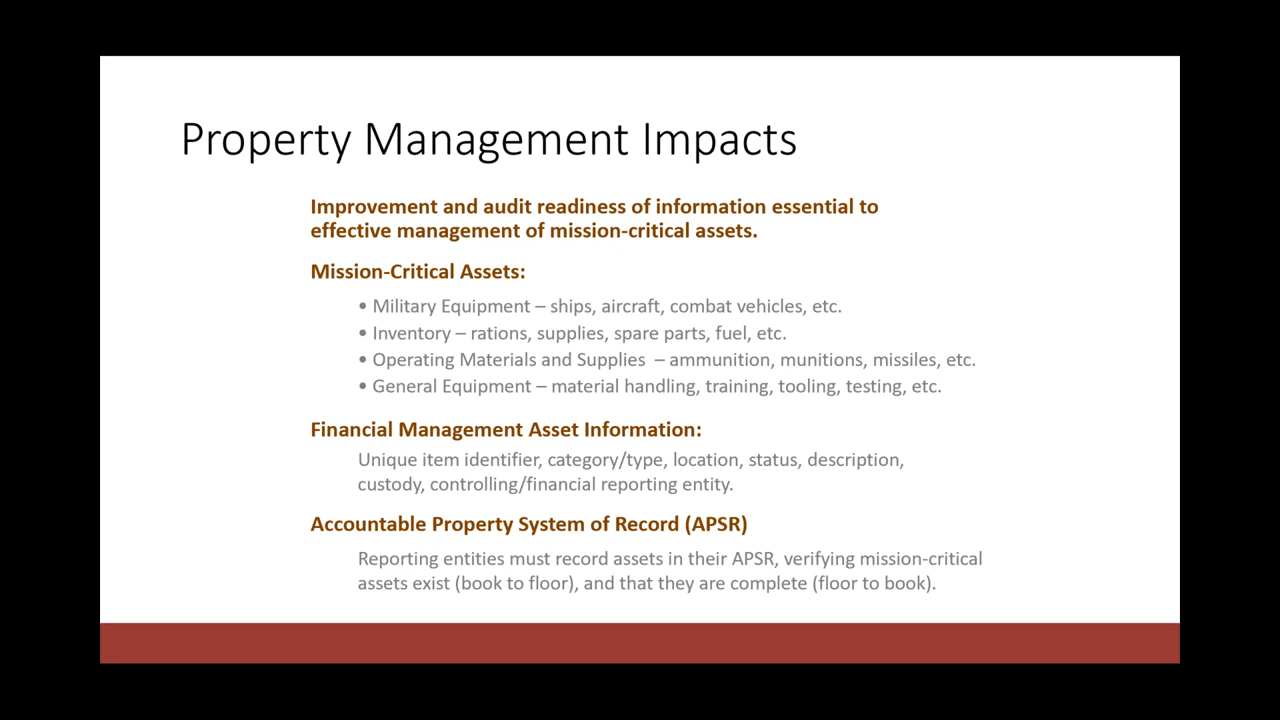 Property Management Impacts
Improvement and audit readiness of information essential to
effective management of mission-critical assets.
Mission-Critical Assets:
• Military Equipment – ships, aircraft, combat vehicles, etc.
• Inventory – rations, supplies, spare parts, fuel, etc.
• Operating Materials and Supplies – ammunition, munitions, missiles, etc.
• General Equipment – material handling, training, tooling, testing, etc.
Financial Management Asset Information:
Unique item identifier, category/type, location, status, description,
custody, controlling/financial reporting entity.
Accountable Property System of Record (APSR)
Reporting entities must record assets in their APSR, verifying mission-critical
assets exist (book to floor), and that they are complete (floor to book).